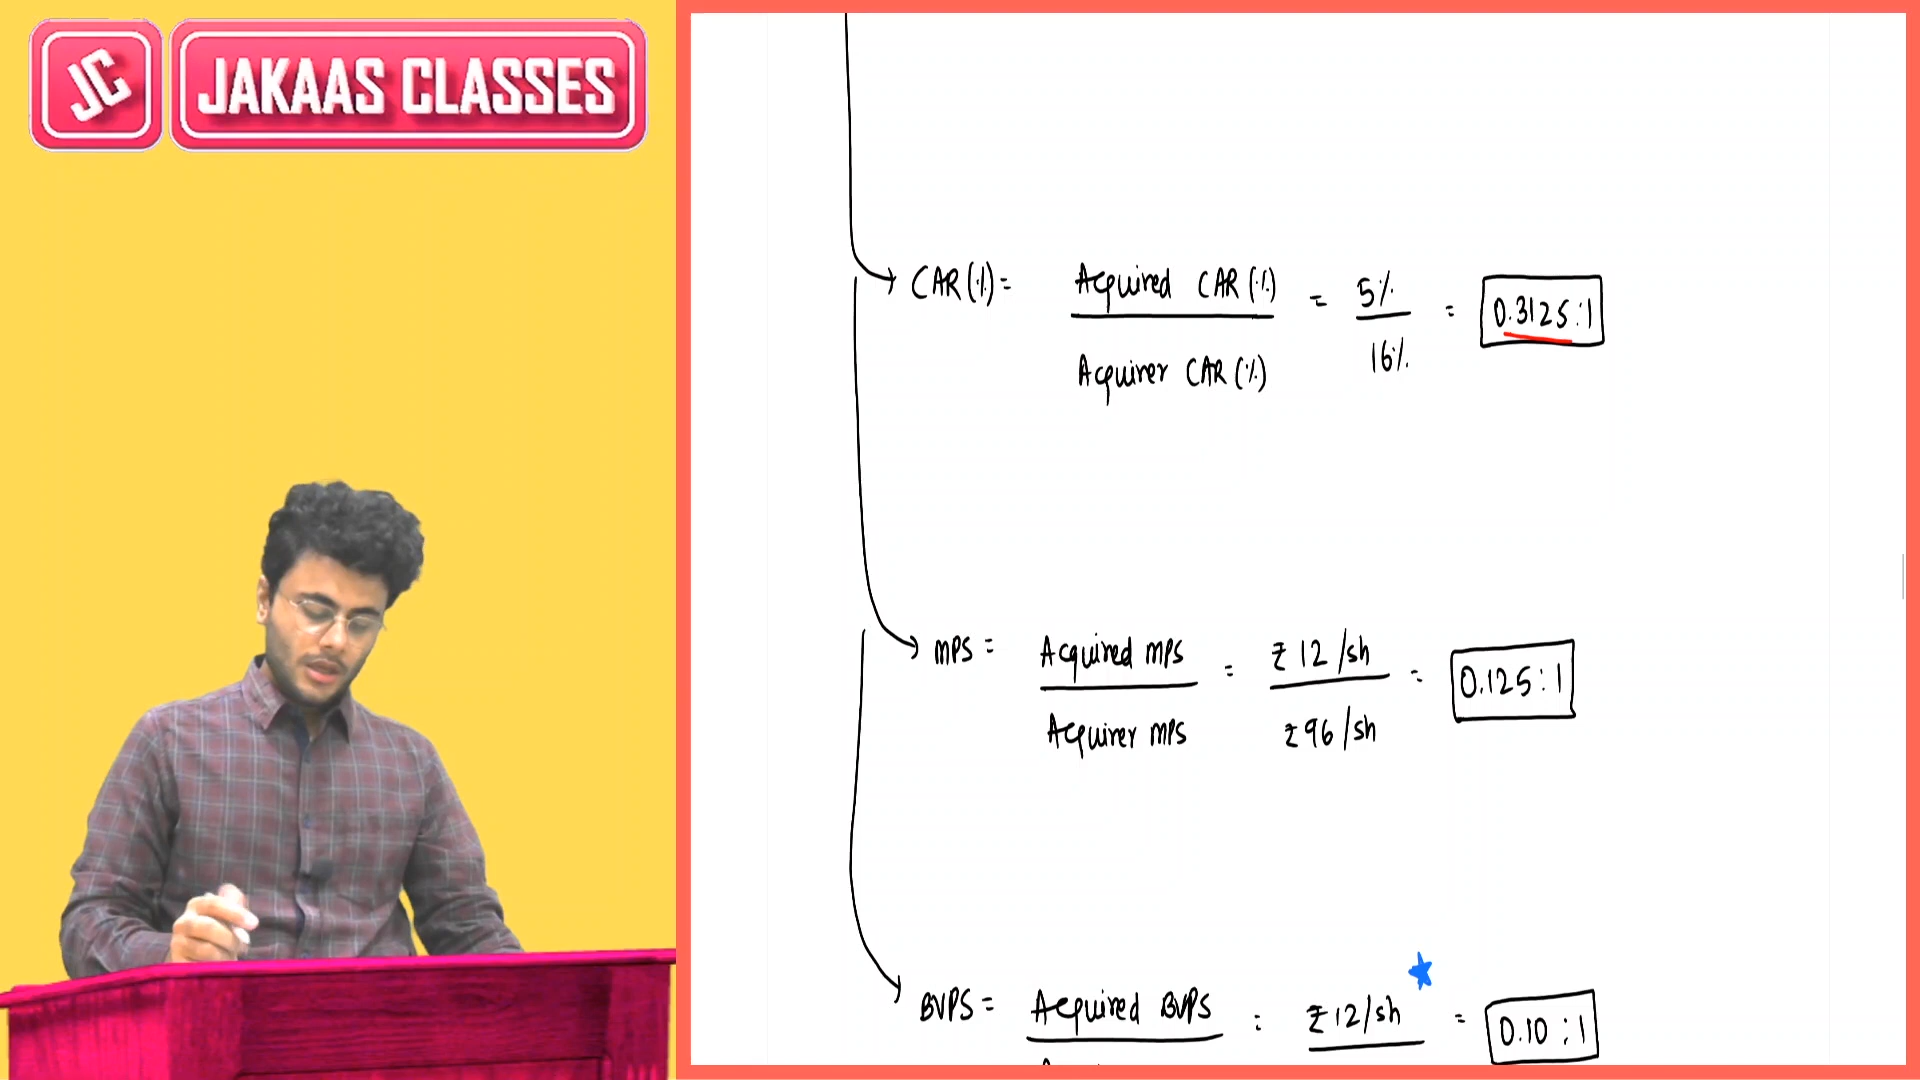 JC JAKAAS CLASSES
CAR(%) = Acquired CAR(%) = 5% = 0.3125:1
Acquirer CAR(%) 16%
MPS = Acquired MPS = ₹12/sh = 0.125:1
Acquirer MPS ₹96/sh
BVPS = Acquired BVPS = ₹12/sh = 0.10:1